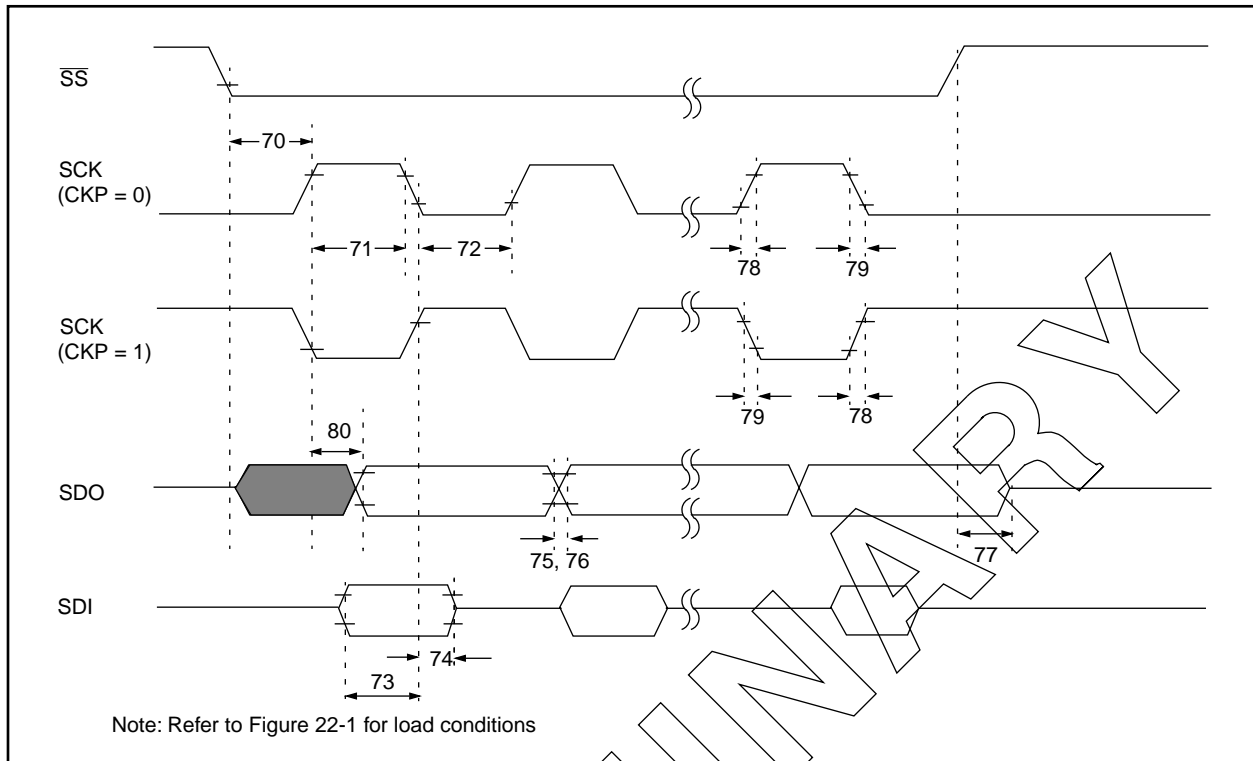 SS
70
SCK
(CKP = 0)
71
72
78
79
SCK
(CKP = 1)
79
78
80
SDO
75, 76
77
SDI
74
73
Note: Refer to Figure 22-1 for load conditions
INARY